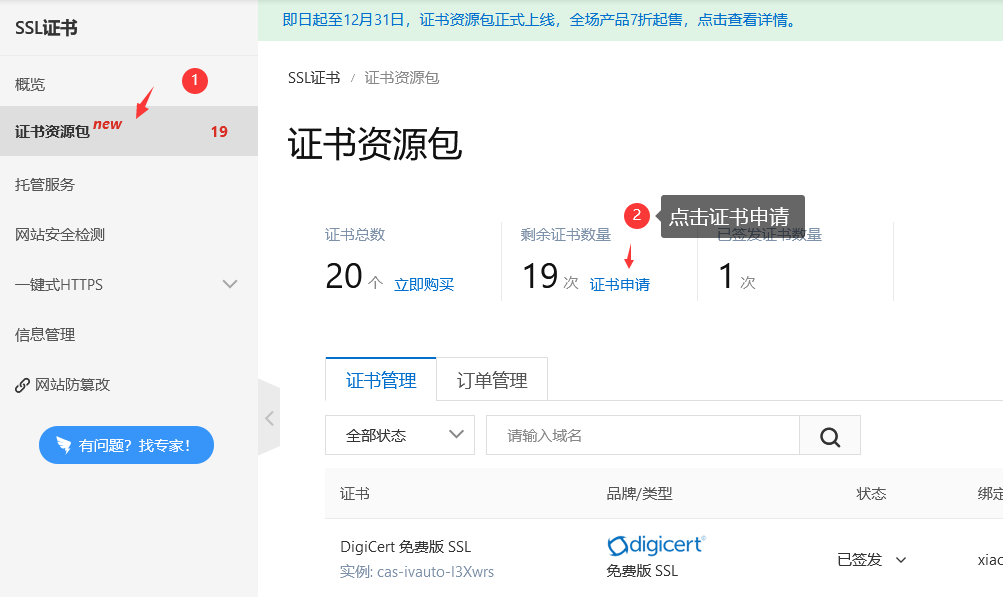 SSL证书
概览
1
证书资源包 new 19
托管服务
网站安全检测
一键式HTTPS
信息管理
网站防篡改
有问题？找专家!
即日起至12月31日，证书资源包正式上线，全场产品7折起售，点击查看详情。
SSL证书 / 证书资源包
证书资源包
2 点击证书申请
证书总数 剩余证书数量 已签发证书数量
20 个 立即购买 19 次 证书申请 1 次
证书管理 订单管理
全部状态 请输入域名
证书 品牌/类型 状态 绑定
DigiCert 免费版 SSL
实例: cas-ivauto-I3Xwrs
digicert
免费版 SSL
已签发 xiac